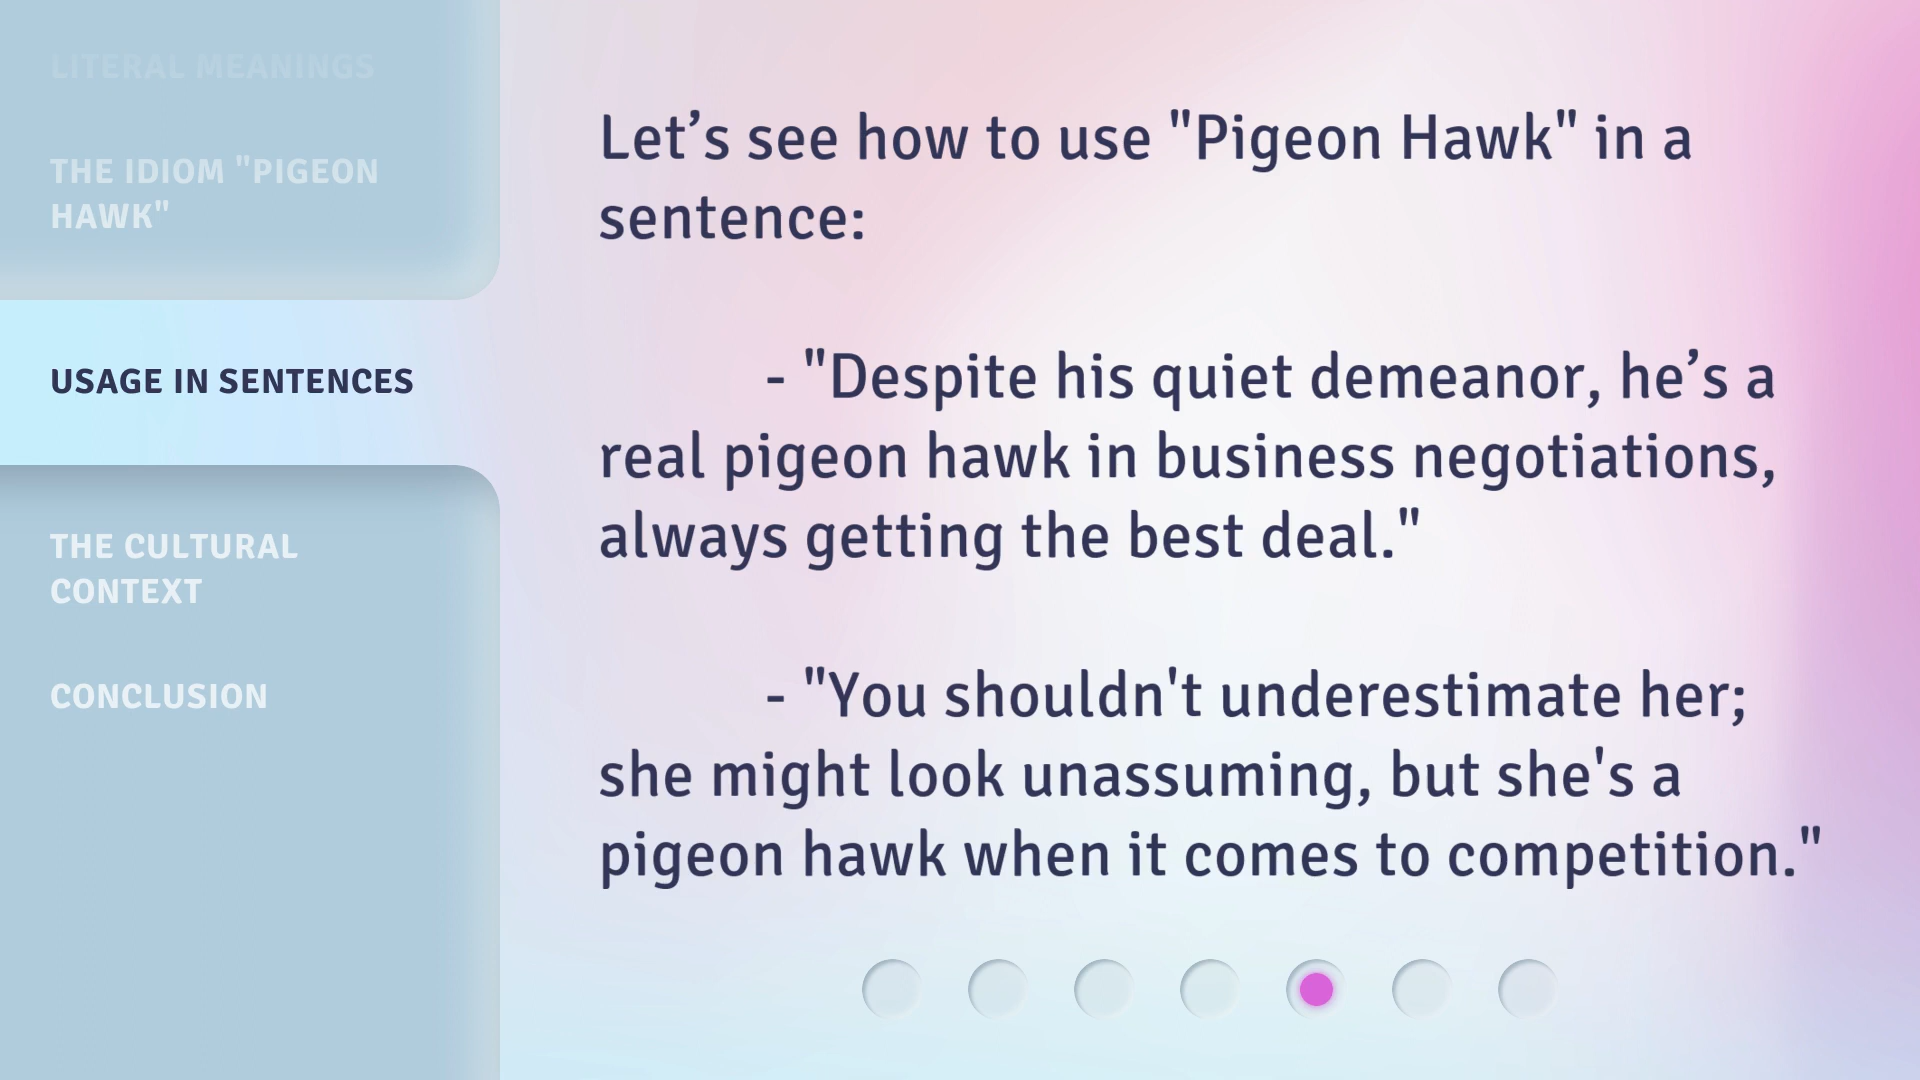 LITERAL MEANINGS
THE IDIOM "PIGEON
HAWK"
USAGE IN SENTENCES
THE CULTURAL
CONTEXT
CONCLUSION
Let’s see how to use "Pigeon Hawk" in a
sentence:
- "Despite his quiet demeanor, he’s a
real pigeon hawk in business negotiations,
always getting the best deal."
- "You shouldn't underestimate her;
she might look unassuming, but she's a
pigeon hawk when it comes to competition."